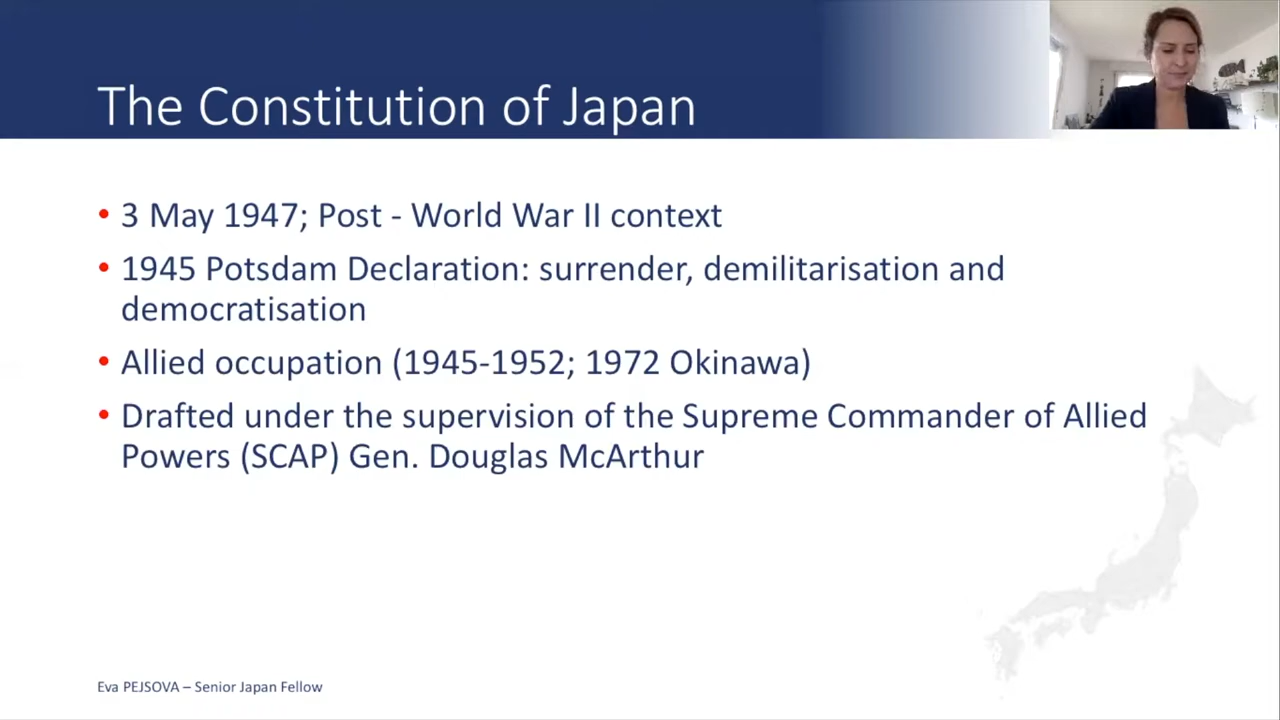 The Constitution of Japan
• 3 May 1947; Post - World War II context
• 1945 Potsdam Declaration: surrender, demilitarisation and
democratisation
• Allied occupation (1945-1952; 1972 Okinawa)
• Drafted under the supervision of the Supreme Commander of Allied
Powers (SCAP) Gen. Douglas McArthur
Eva PEJSOVA – Senior Japan Fellow